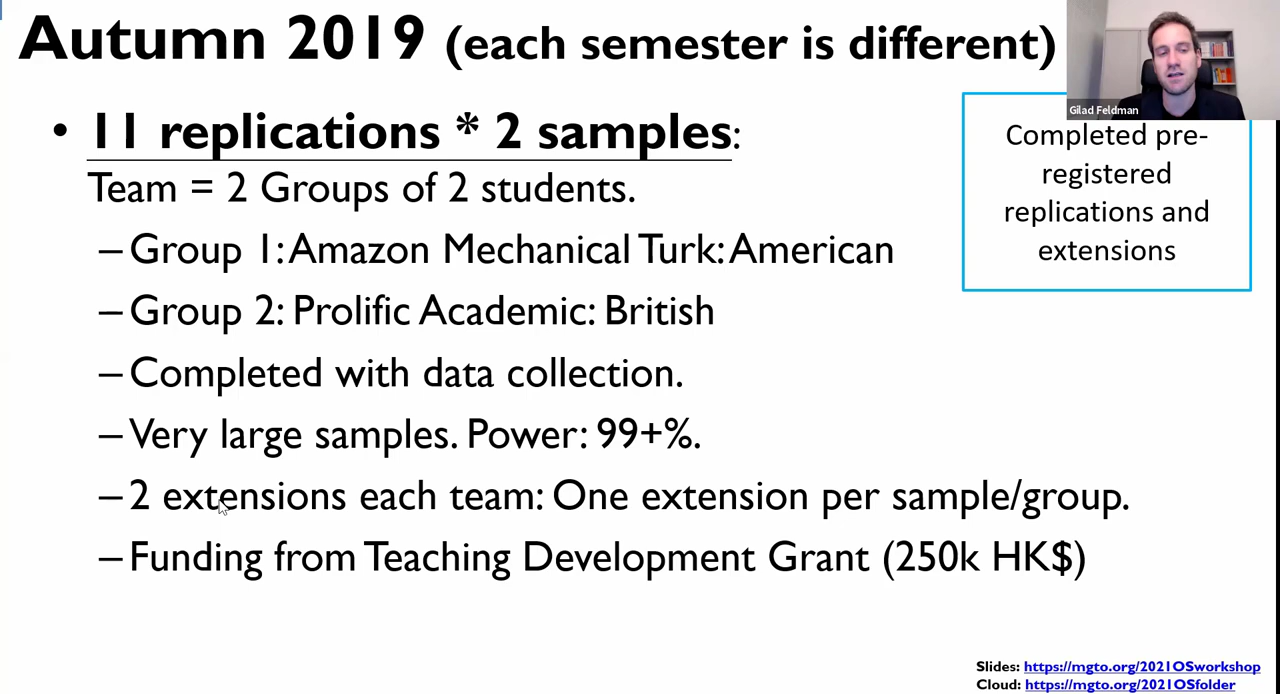 Autumn 2019 (each semester is different)
Gilad Feldman
• 11 replications * 2 samples:
Team = 2 Groups of 2 students.
– Group 1: Amazon Mechanical Turk: American
– Group 2: Prolific Academic: British
– Completed with data collection.
– Very large samples. Power: 99+%.
– 2 extensions each team: One extension per sample/group.
– Funding from Teaching Development Grant (250k HK$)
Completed pre-
registered
replications and
extensions
Slides: https://mgto.org/2021OSworkshop
Cloud: https://mgto.org/2021OSfolder